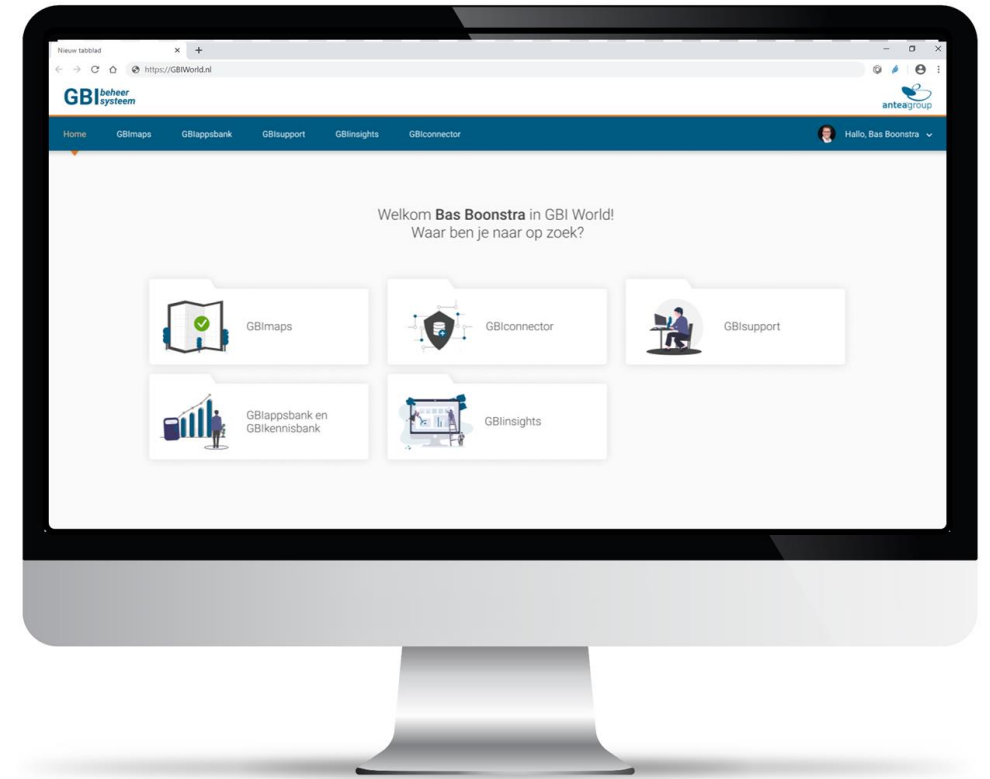 Nieuw tabblad
https://GBIWorld.nl
GBI beheer systeem
anteagroup
Home GBImaps GBIappsbank GBIsupport GBIinsights GBIconnector Hallo, Bas Boonstra
Welkom Bas Boonstra in GBI World!
Waar ben je naar op zoek?
GBImaps
GBIconnector
GBIsupport
GBIappsbank en
GBIkennisbank
GBIinsights